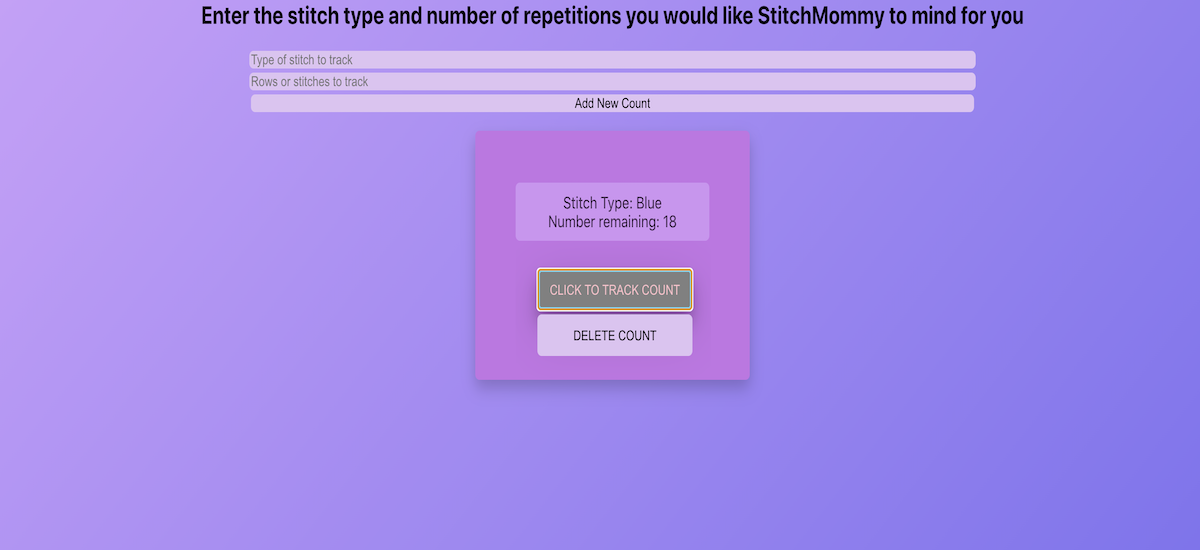 Enter the stitch type and number of repetitions you would like StitchMommy to mind for you
Type of stitch to track
Rows or stitches to track
Add New Count
Stitch Type: Blue
Number remaining: 18
CLICK TO TRACK COUNT
DELETE COUNT